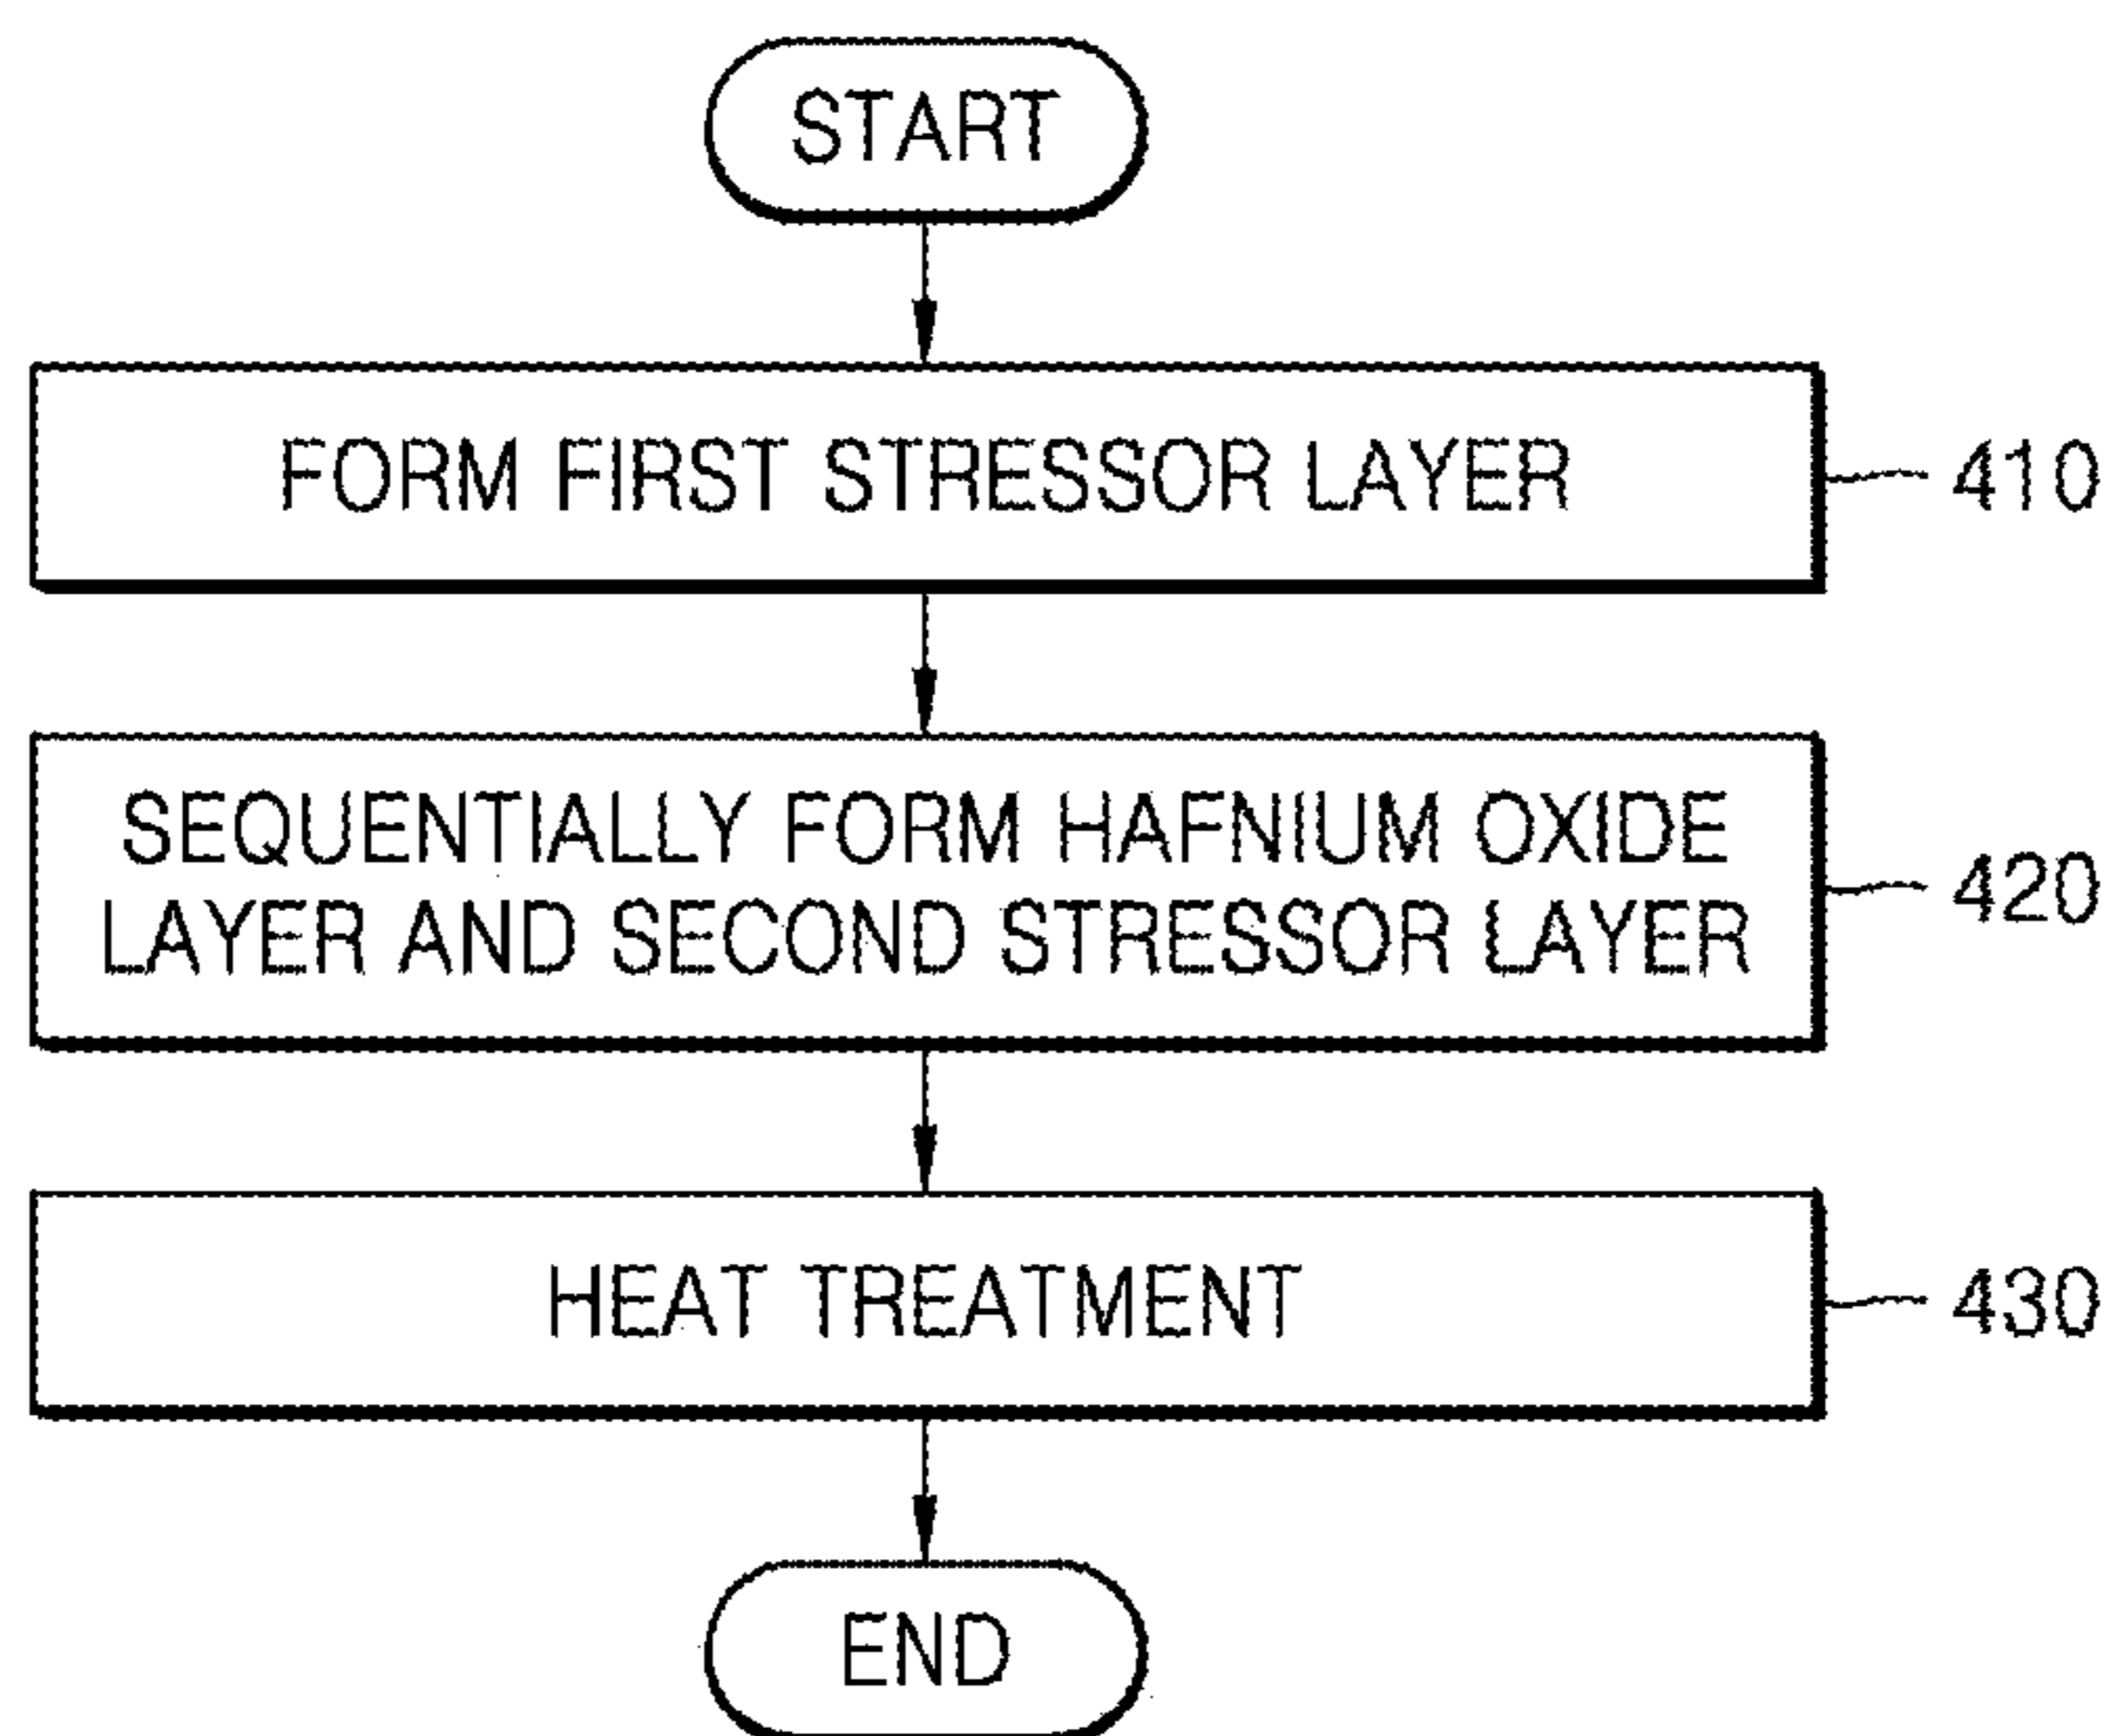 START
FORM FIRST STRESSOR LAYER
410
SEQUENTIALLY FORM HAFNIUM OXIDE
LAYER AND SECOND STRESSOR LAYER
420
HEAT TREATMENT
430
END